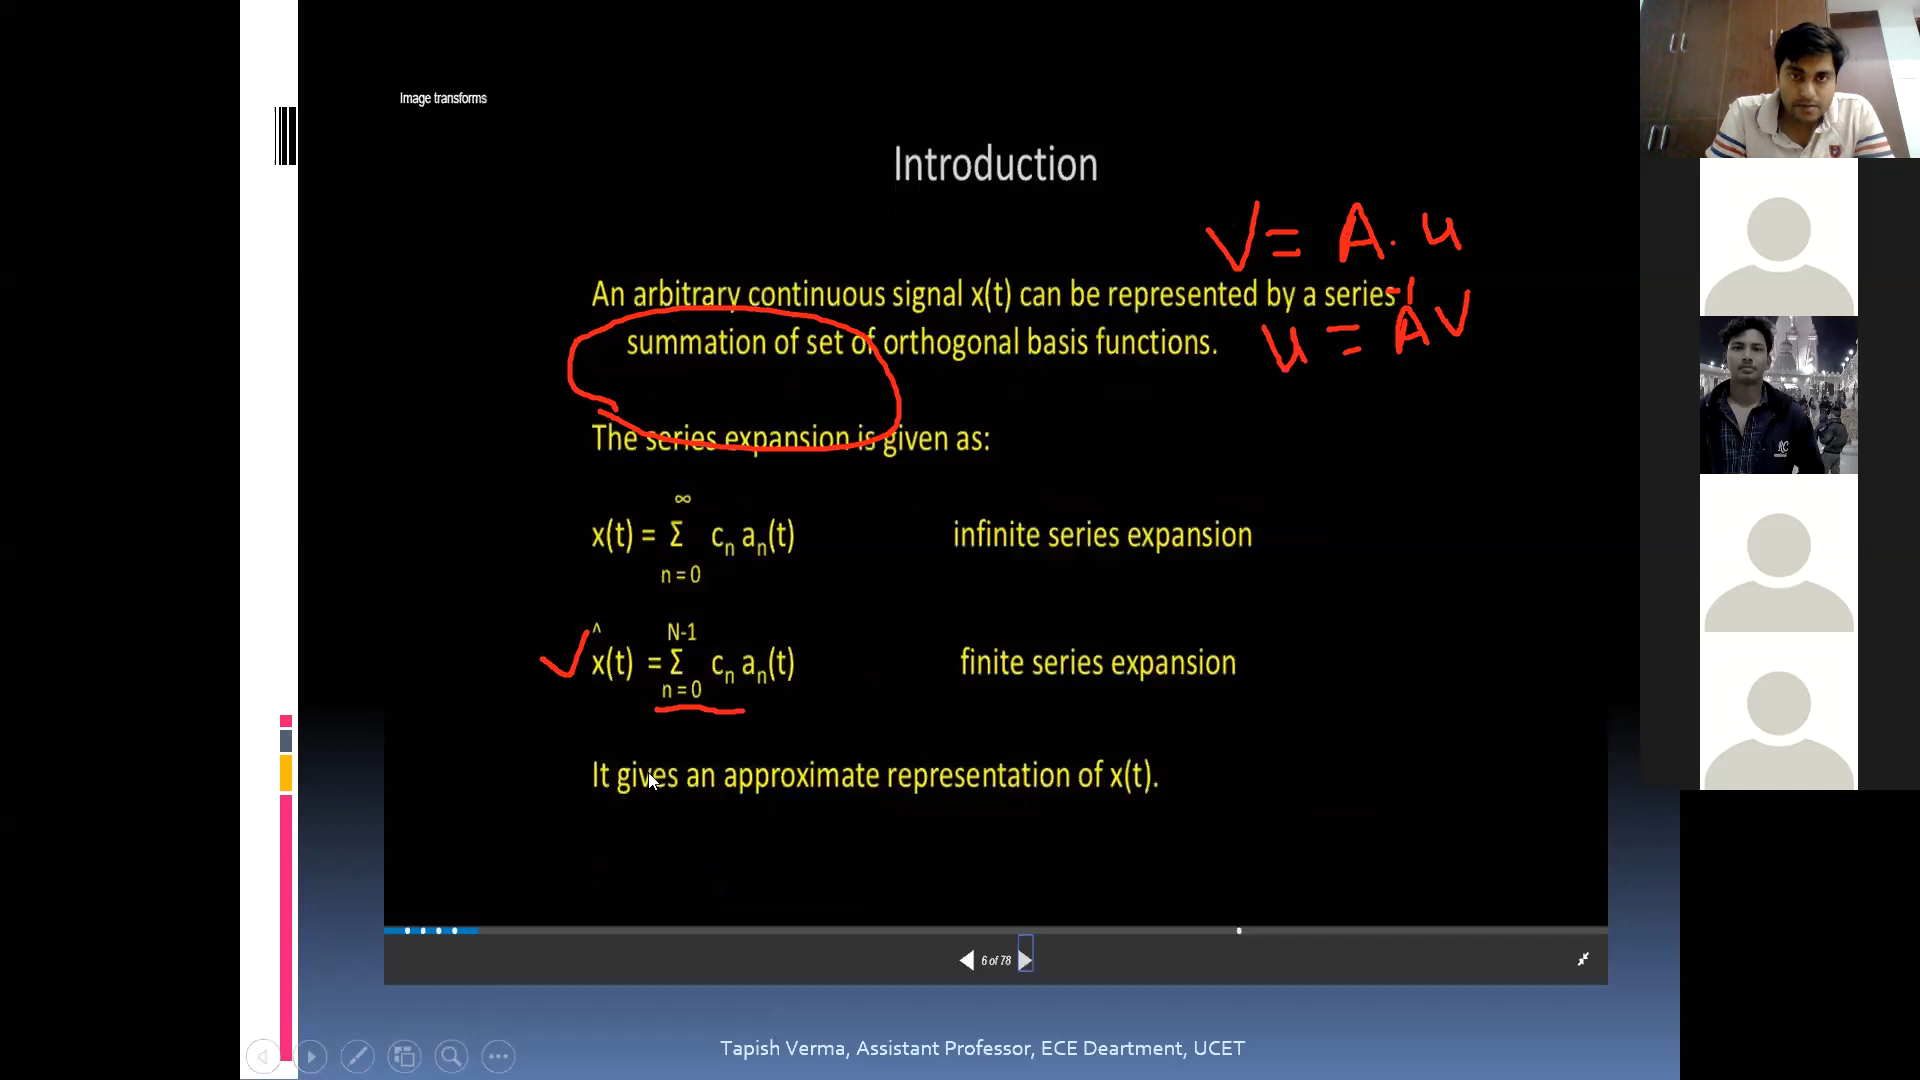 Image transforms
Introduction
V = A . u
An arbitrary continuous signal x(t) can be represented by a series
summation of set of orthogonal basis functions.
u = A⁻¹ V
The series expansion is given as:
∞
x(t) = Σ cₙ aₙ(t) infinite series expansion
n = 0
^ N-1
x(t) = Σ cₙ aₙ(t) finite series expansion
n = 0
It gives an approximate representation of x(t).
6 of 78
Tapish Verma, Assistant Professor, ECE Deartment, UCET